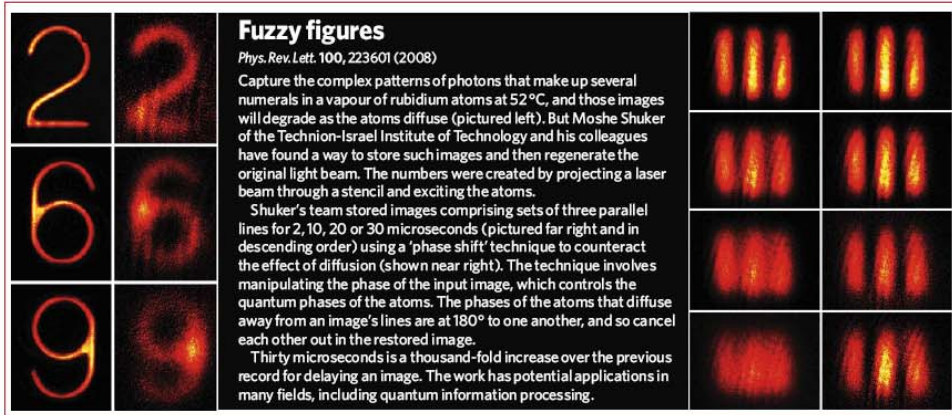 2
6
9
Fuzzy figures
Phys. Rev. Lett. 100, 223601 (2008)
Capture the complex patterns of photons that make up several
numerals in a vapour of rubidium atoms at 52 °C, and those images
will degrade as the atoms diffuse (pictured left). But Moshe Shuker
of the Technion-Israel Institute of Technology and his colleagues
have found a way to store such images and then regenerate the
original light beam. The numbers were created by projecting a laser
beam through a stencil and exciting the atoms.
Shuker's team stored images comprising sets of three parallel
lines for 2, 10, 20 or 30 microseconds (pictured far right and in
descending order) using a 'phase shift' technique to counteract
the effect of diffusion (shown near right). The technique involves
manipulating the phase of the input image, which controls the
quantum phases of the atoms. The phases of the atoms that diffuse
away from an image's lines are at 180° to one another, and so cancel
each other out in the restored image.
Thirty microseconds is a thousand-fold increase over the previous
record for delaying an image. The work has potential applications in
many fields, including quantum information processing.